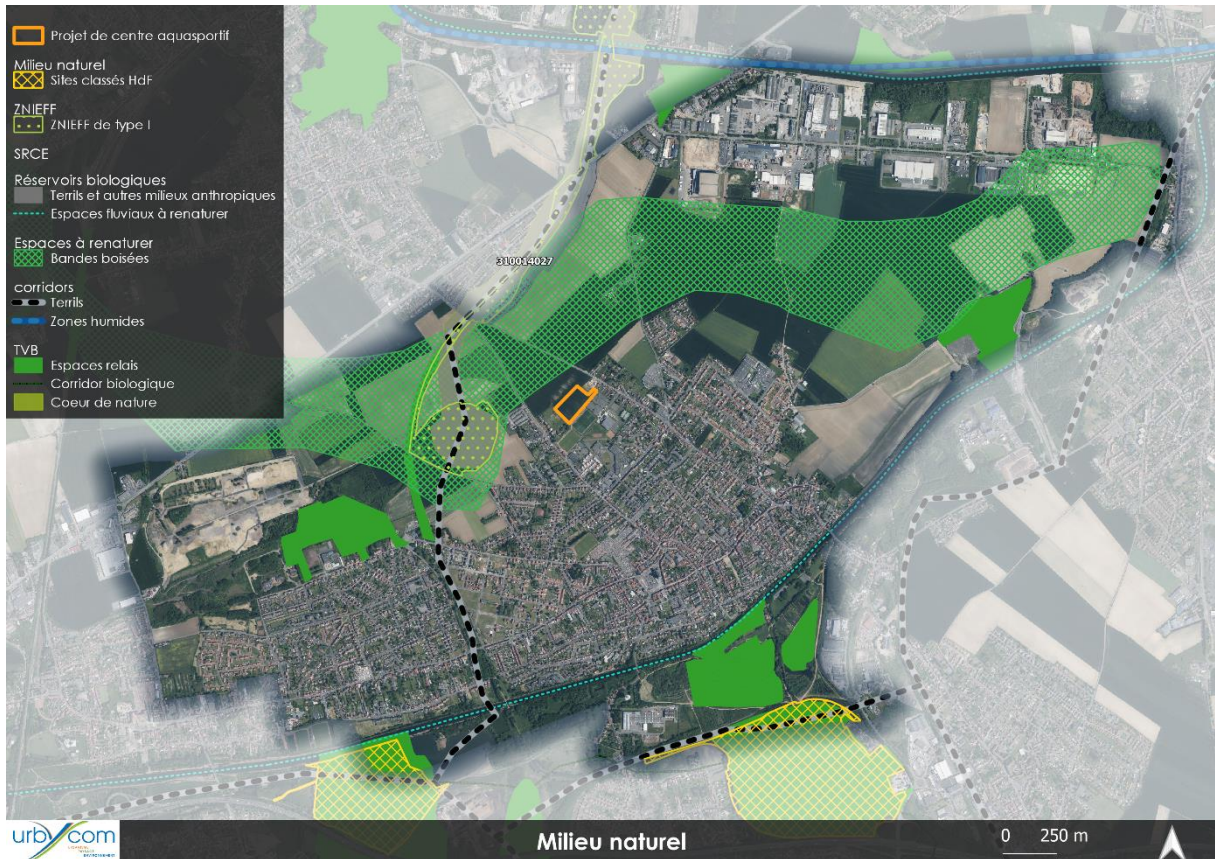 Projet de centre aquasportif
Milieu naturel
Sites classés HdF
ZNIEFF
ZNIEFF de type I
SRCE
Réservoirs biologiques
Terrils et autres milieux anthropiques
Espaces fluviaux à renaturer
Espaces à renaturer
Bandes boisées
corridors
Terrils
Zones humides
TVB
Espaces relais
Corridor biologique
Coeur de nature
310014027
urbycom
Milieu naturel
0 250 m